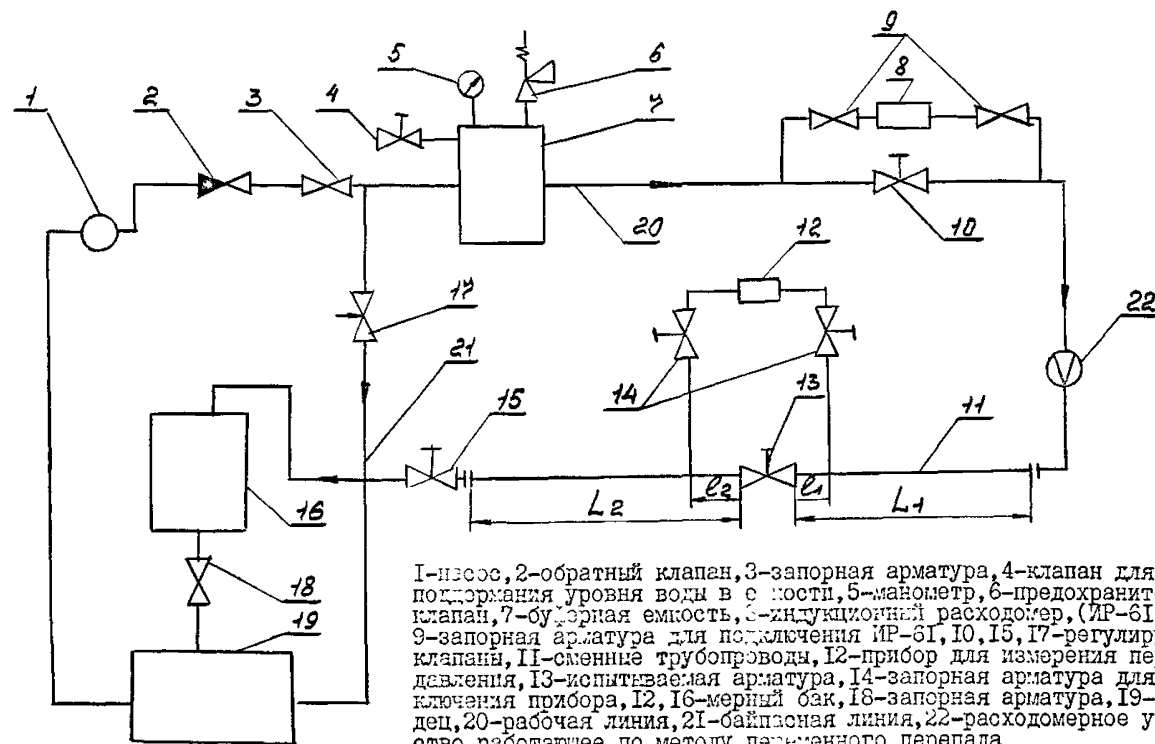 1
2
3
4
5
6
7
8
9
10
11
12
13
14
15
16
17
18
19
20
21
22
L2
ℓ2
ℓ1
L1
I-насос,2-обратный клапан,3-запорная арматура,4-клапан для
поддержания уровня воды в ,5-манометр,6-предохранит
клапан,7-буферная емкость,8-индукционный расходомер,(ИР-6I
9-запорная арматура для подключения ИР-6I,IO,I5,I7-регулир
клапаны,II-сменные трубопроводы,I2-прибор для измерения пе
давления,I3-испытываемая арматура,I4-запорная арматура для
ключения прибора,I2,I6-мерный бак,I8-запорная арматура,I9-
дец,20-рабочая линия,2I-байпасная линия,22-расходомерное у
ство работающее по методу переменного перепада